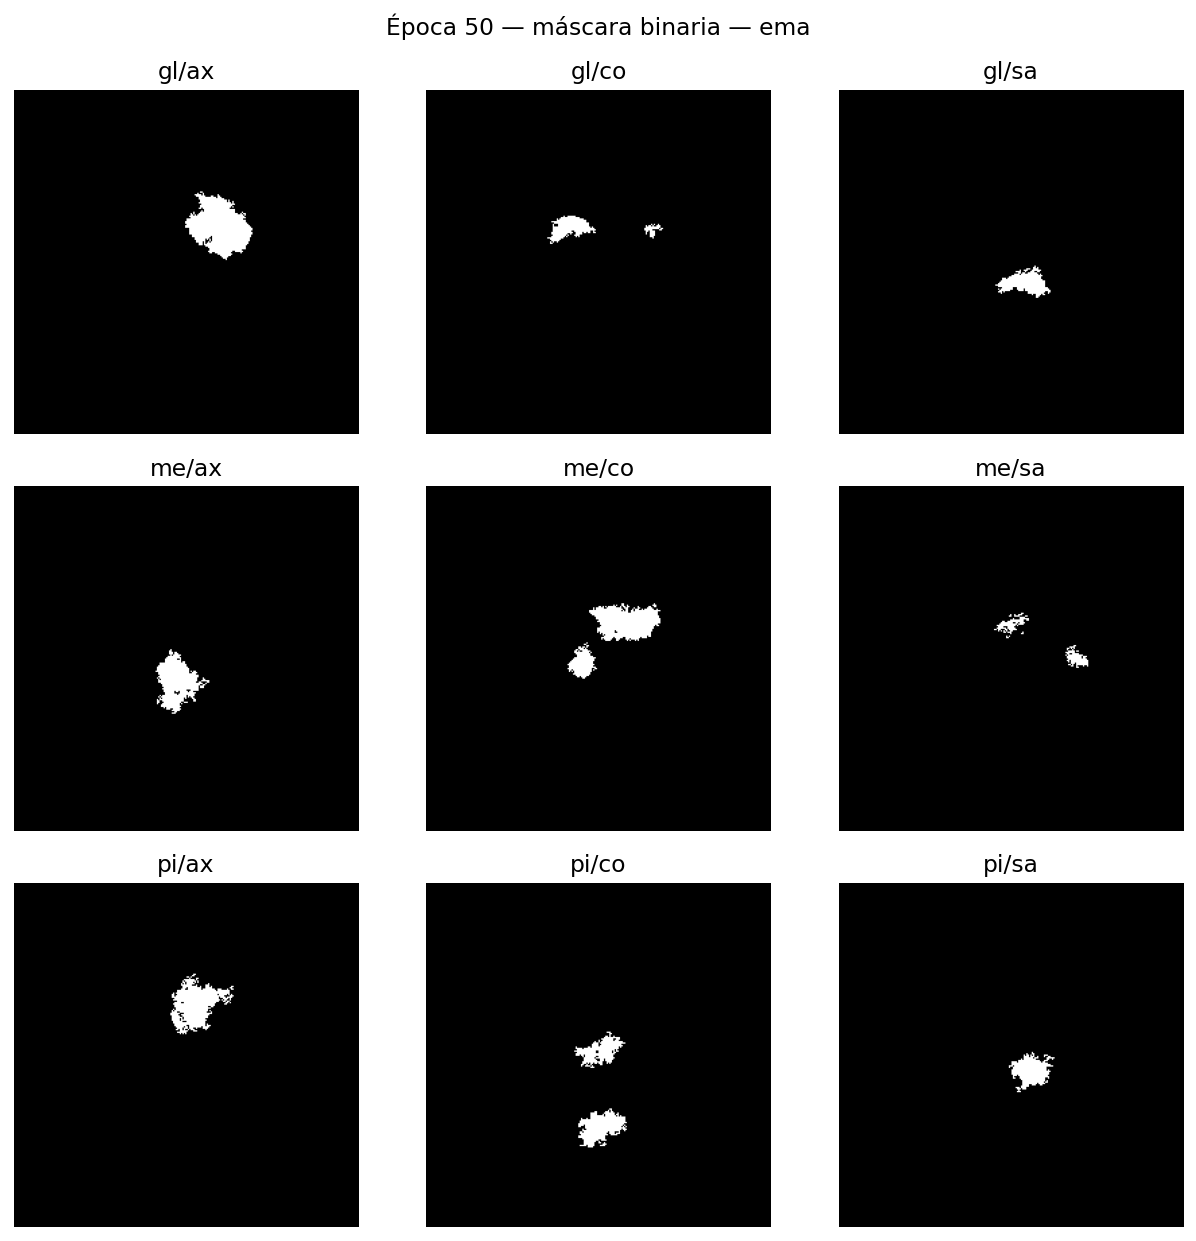 Época 50 — máscara binaria — ema
gl/ax
gl/co
gl/sa
me/ax
me/co
me/sa
pi/ax
pi/co
pi/sa